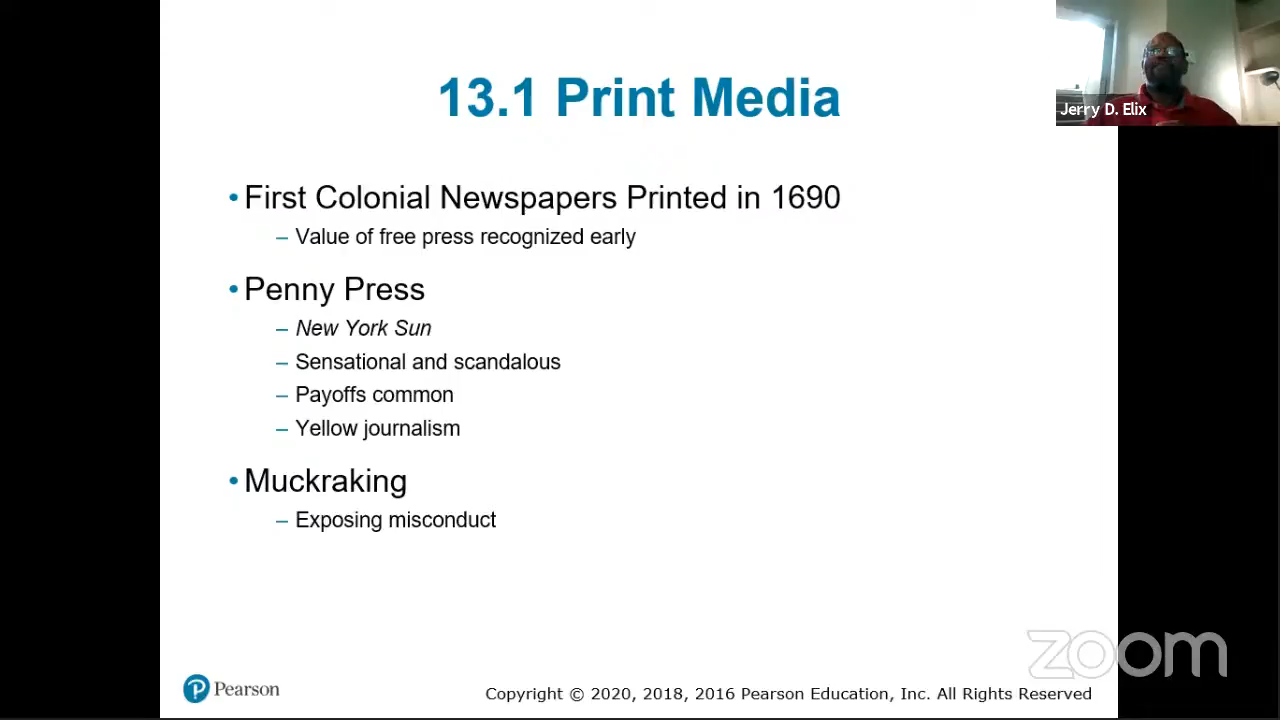 13.1 Print Media
Jerry D. Elix
• First Colonial Newspapers Printed in 1690
– Value of free press recognized early
• Penny Press
– New York Sun
– Sensational and scandalous
– Payoffs common
– Yellow journalism
• Muckraking
– Exposing misconduct
zoom
Pearson
Copyright © 2020, 2018, 2016 Pearson Education, Inc. All Rights Reserved